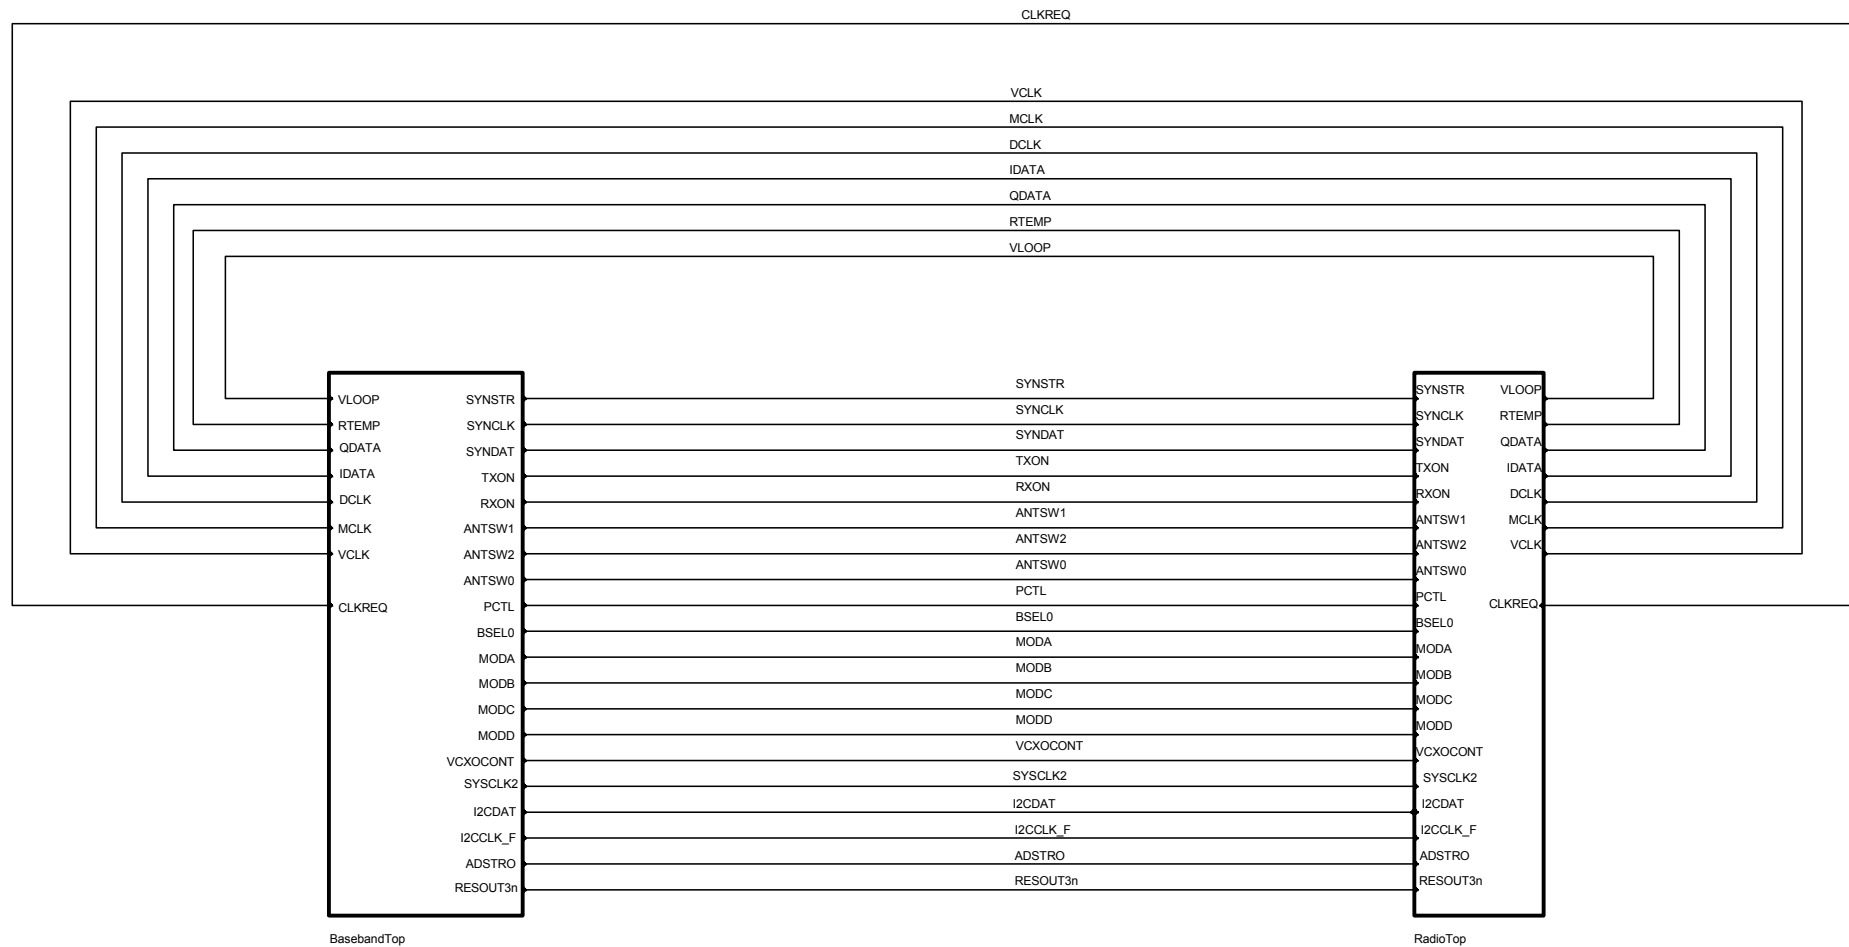 CLKREQ
VCLK
MCLK
DCLK
IDATA
QDATA
RTEMP
VLOOP
VLOOP
RTEMP
QDATA
IDATA
DCLK
MCLK
VCLK
CLKREQ
SYNSTR
SYNCLK
SYNDAT
TXON
RXON
ANTSW1
ANTSW2
ANTSW0
PCTL
BSEL0
MODA
MODB
MODC
MODD
VCXOCONT
SYSCLK2
I2CDAT
I2CCLK_F
ADSTRO
RESOUT3n
BasebandTop
SYNSTR
SYNCLK
SYNDAT
TXON
RXON
ANTSW1
ANTSW2
ANTSW0
PCTL
BSEL0
MODA
MODB
MODC
MODD
VCXOCONT
SYSCLK2
I2CDAT
I2CCLK_F
ADSTRO
RESOUT3n
SYNSTR
SYNCLK
SYNDAT
TXON
RXON
ANTSW1
ANTSW2
ANTSW0
PCTL
BSEL0
MODA
MODB
MODC
MODD
VCXOCONT
SYSCLK2
I2CDAT
I2CCLK_F
ADSTRO
RESOUT3n
VLOOP
RTEMP
QDATA
IDATA
DCLK
MCLK
VCLK
CLKREQ
RadioTop